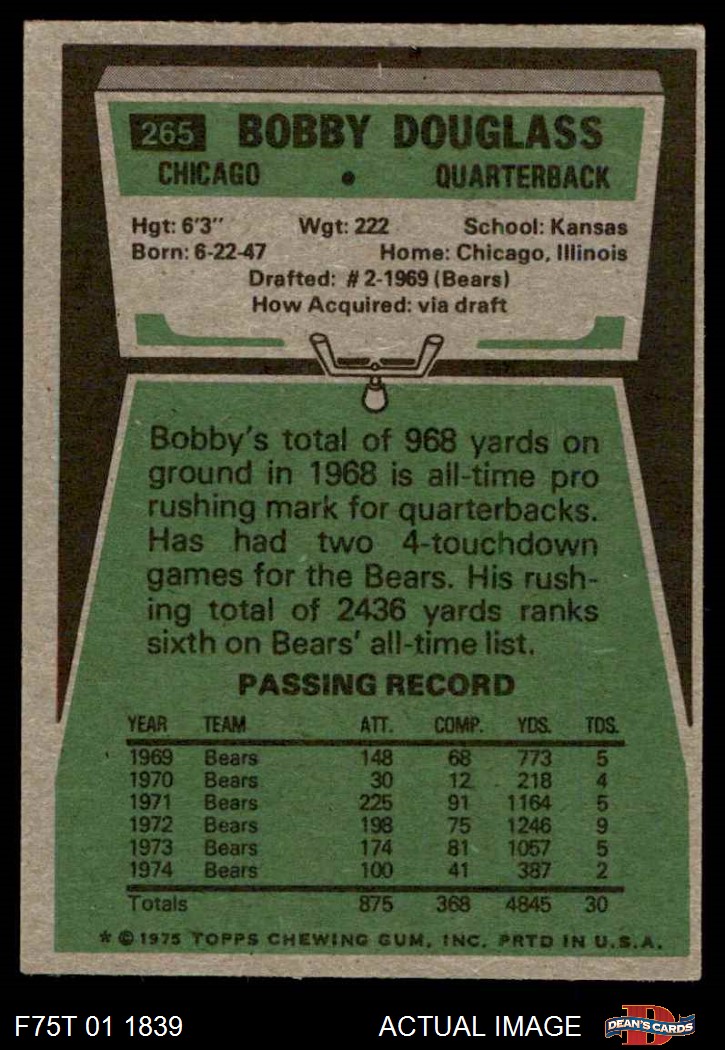 265 BOBBY DOUGLASS
CHICAGO • QUARTERBACK
Hgt: 6'3" Wgt: 222 School: Kansas
Born: 6-22-47 Home: Chicago, Illinois
Drafted: #2-1969 (Bears)
How Acquired: via draft
Bobby's total of 968 yards on
ground in 1968 is all-time pro
rushing mark for quarterbacks.
Has had two 4-touchdown
games for the Bears. His rush-
ing total of 2436 yards ranks
sixth on Bears' all-time list.
PASSING RECORD
YEAR TEAM ATT. COMP. YDS. TDS.
1969 Bears 148 68 773 5
1970 Bears 30 12 218 4
1971 Bears 225 91 1164 5
1972 Bears 198 75 1246 9
1973 Bears 174 81 1057 5
1974 Bears 100 41 387 2
Totals 875 368 4845 30
* © 1975 TOPPS CHEWING GUM, INC. PRTD IN U.S.A.
F75T 01 1839 ACTUAL IMAGE D DEAN'S CARDS